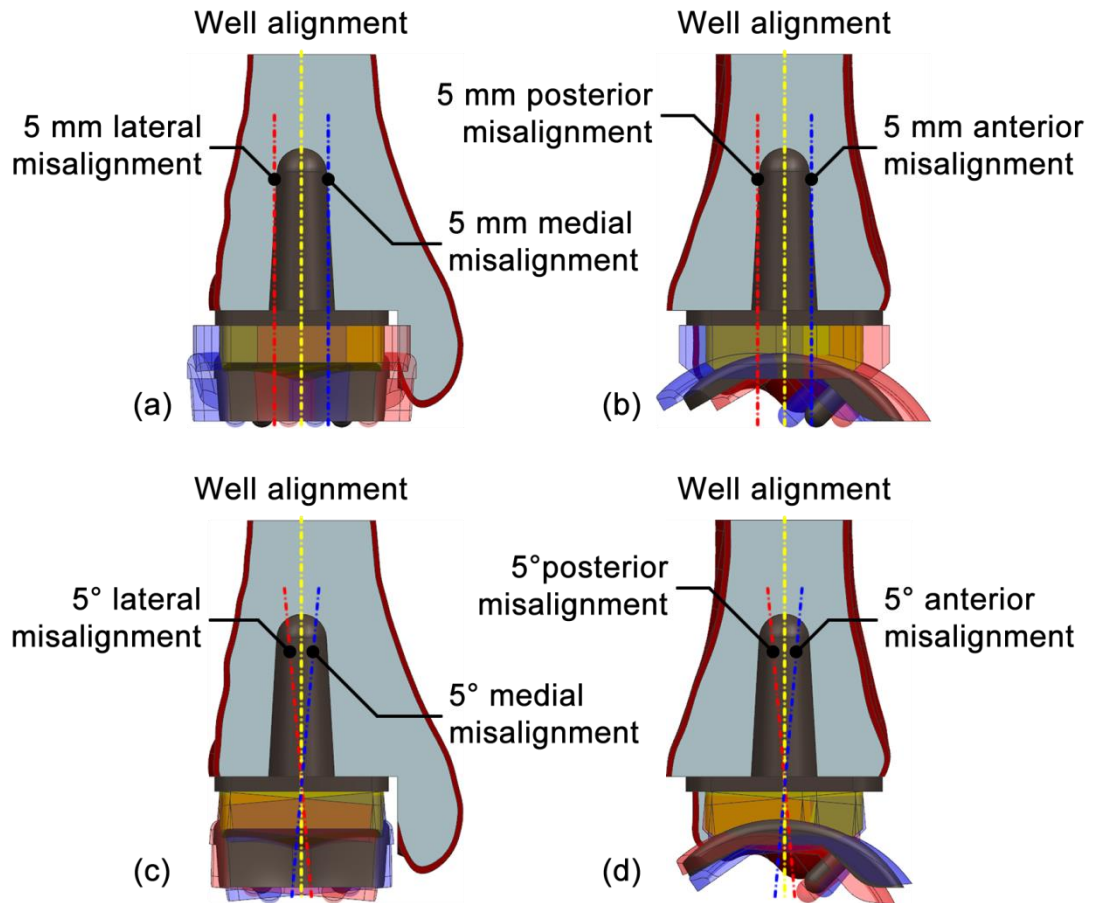 Well alignment
5 mm lateral
misalignment
5 mm medial
misalignment
(a)
Well alignment
5 mm posterior
misalignment
5 mm anterior
misalignment
(b)
Well alignment
5° lateral
misalignment
5° medial
misalignment
(c)
Well alignment
5°posterior
misalignment
5° anterior
misalignment
(d)